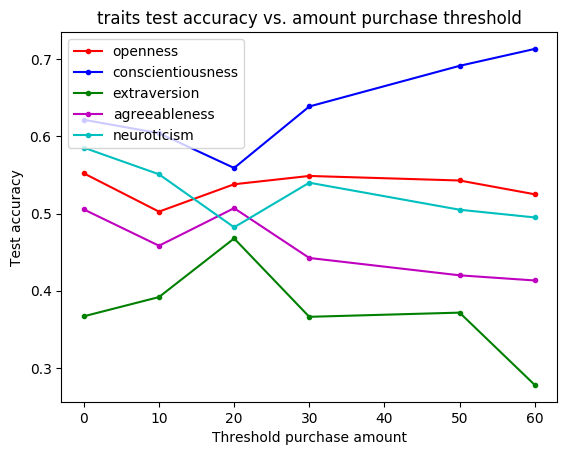 traits test accuracy vs. amount purchase threshold
openness
conscientiousness
extraversion
agreeableness
neuroticism
0.7
0.6
0.5
0.4
0.3
Test accuracy
0 10 20 30 40 50 60
Threshold purchase amount